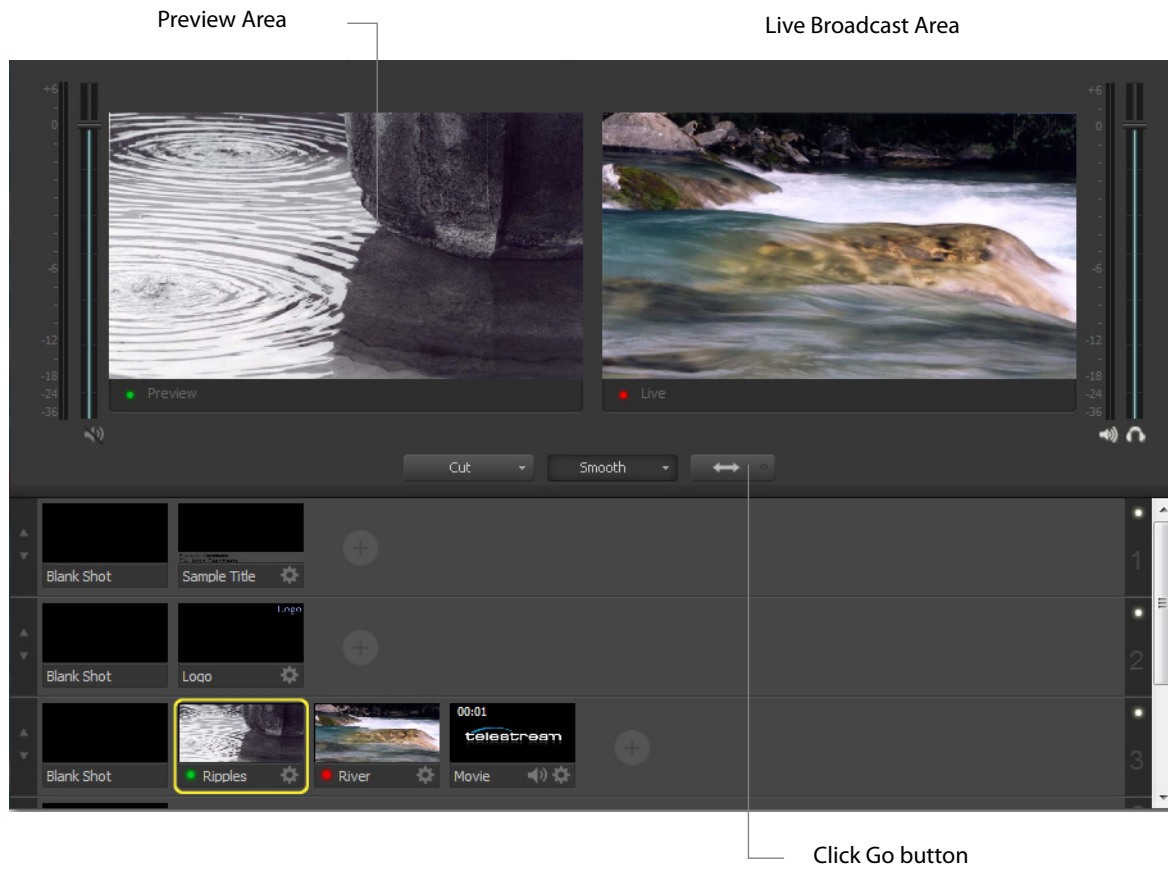 Preview Area
Live Broadcast Area
+6
0
-6
-12
-18
-24
-36
Preview
Live
+6
0
-6
-12
-18
-24
-36
Cut
Smooth
Blank Shot
Sample Title
1
Logo
Blank Shot
Logo
2
00:01
telestream
Blank Shot
Ripples
River
Movie
3
Click Go button